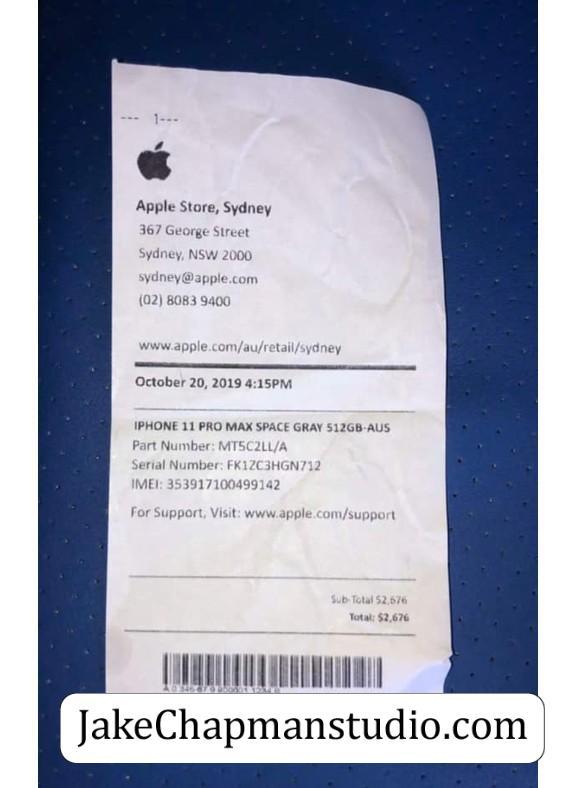 --- 1---
Apple Store, Sydney
367 George Street
Sydney, NSW 2000
sydney@apple.com
(02) 8083 9400
www.apple.com/au/retail/sydney
October 20, 2019 4:15PM
IPHONE 11 PRO MAX SPACE GRAY 512GB-AUS
Part Number: MT5C2LL/A
Serial Number: FK1ZC3HGN712
IMEI: 353917100499142
For Support, Visit: www.apple.com/support
Sub-Total $2,676
Total: $2,676
JakeChapmanstudio.com